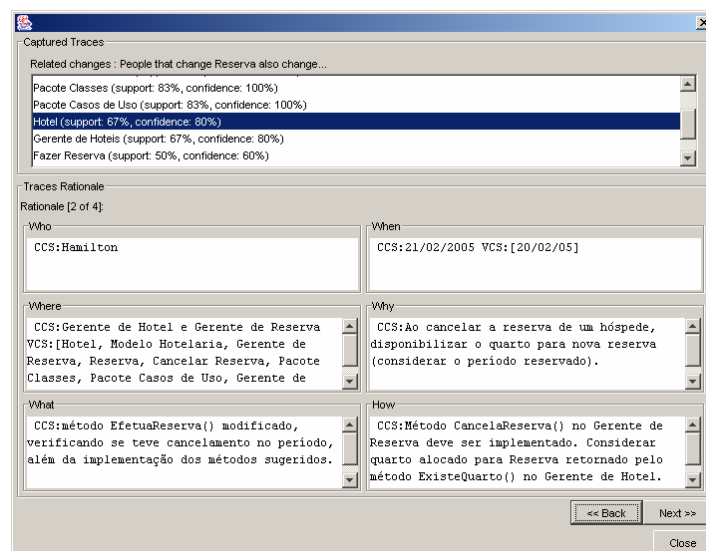 Captured Traces
Related changes : People that change Reserva also change...
Pacote Classes (support: 83%, confidence: 100%)
Pacote Casos de Uso (support: 83%, confidence: 100%)
Hotel (support: 67%, confidence: 80%)
Gerente de Hoteis (support: 67%, confidence: 80%)
Fazer Reserva (support: 50%, confidence: 60%)
Traces Rationale
Rationale [2 of 4]:
Who
CCS:Hamilton
When
CCS:21/02/2005 VCS:[20/02/05]
Where
CCS:Gerente de Hotel e Gerente de Reserva
VCS:[Hotel, Modelo Hotelaria, Gerente de
Reserva, Reserva, Cancelar Reserva, Pacote
Classes, Pacote Casos de Uso, Gerente de
Why
CCS:Ao cancelar a reserva de um hóspede,
disponibilizar o quarto para nova reserva
(considerar o período reservado).
What
CCS:método EfetuaReserva() modificado,
verificando se teve cancelamento no período,
além da implementação dos métodos sugeridos.
How
CCS:Método CancelaReserva() no Gerente de
Reserva deve ser implementado. Considerar
quarto alocado para Reserva retornado pelo
método ExisteQuarto() no Gerente de Hotel.
<< Back
Next >>
Close